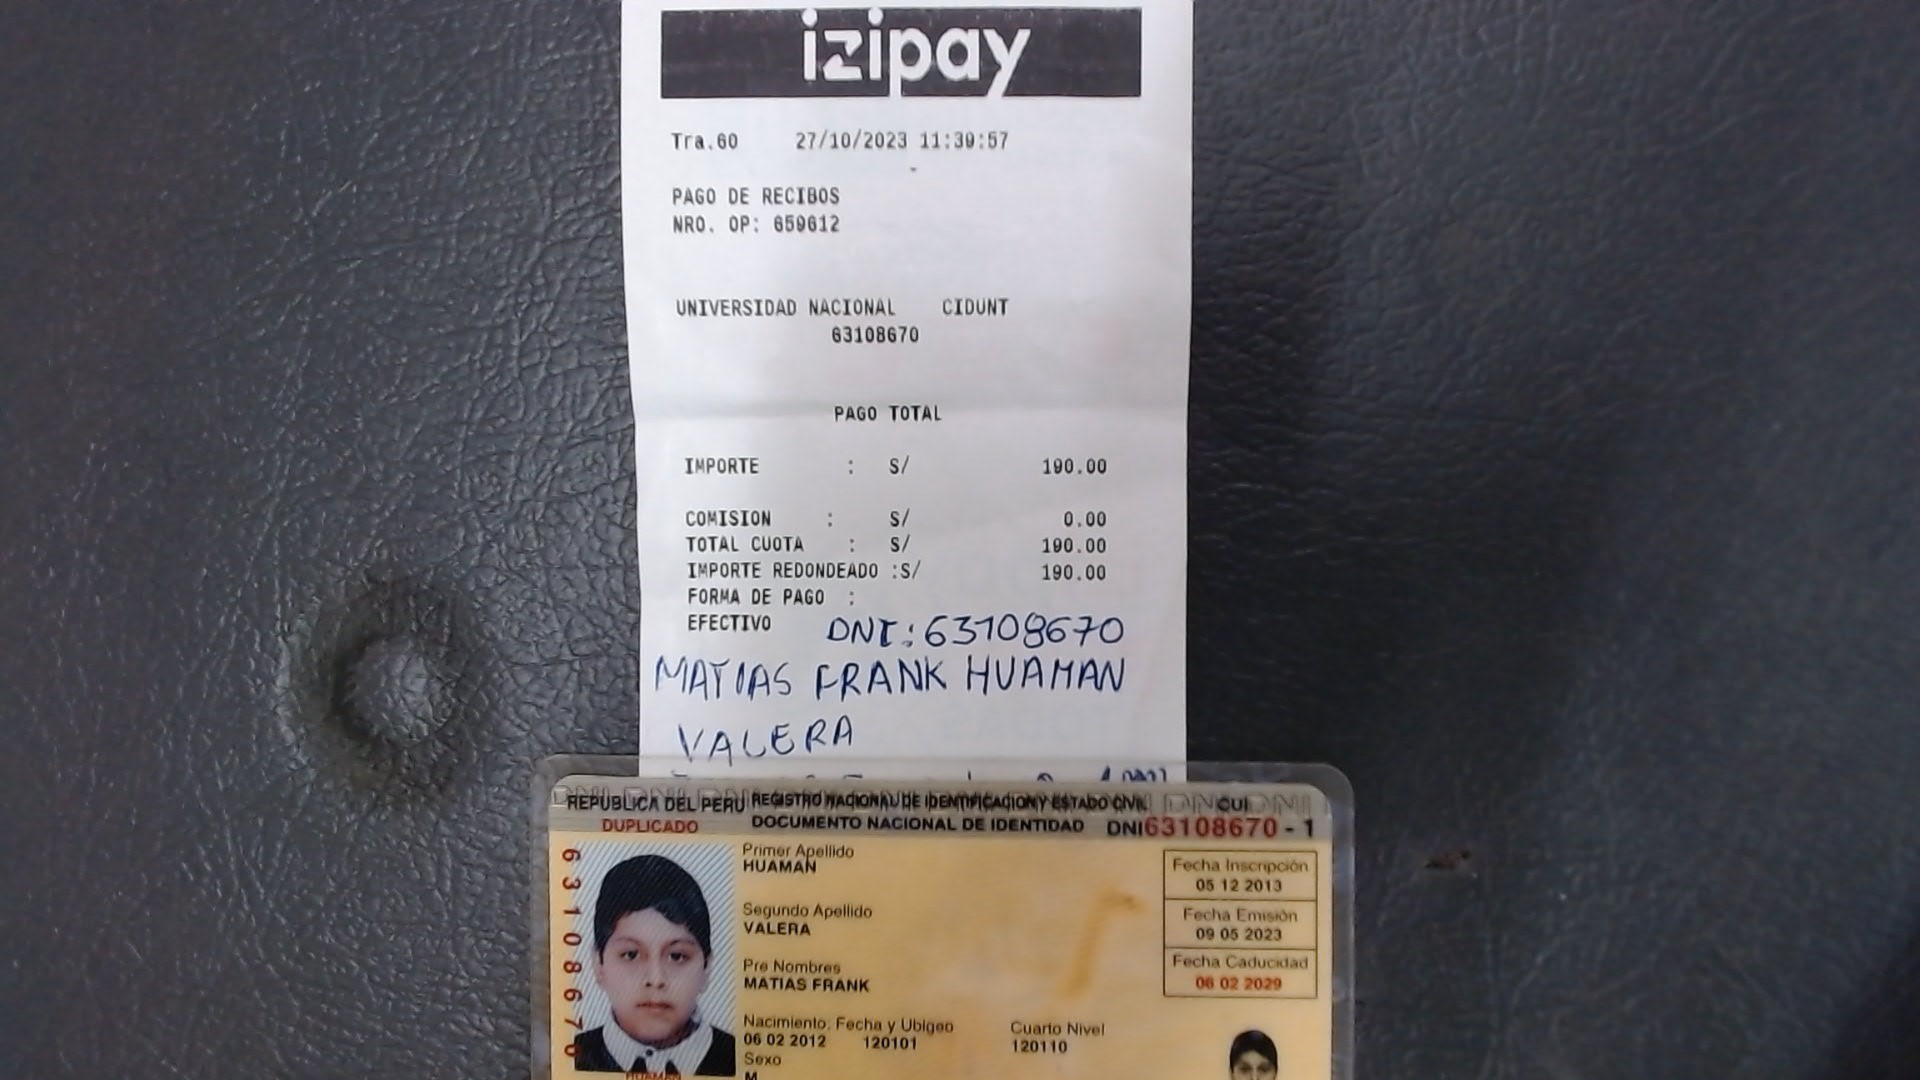 izipay
Tra.60 27/10/2023 11:39:57
PAGO DE RECIBOS
NRO. OP: 659612
UNIVERSIDAD NACIONAL CIDUNT
63108670
PAGO TOTAL
IMPORTE : S/ 190.00
COMISION : S/ 0.00
TOTAL CUOTA : S/ 190.00
IMPORTE REDONDEADO :S/ 190.00
FORMA DE PAGO :
EFECTIVO
DNI: 63108670
MATIAS FRANK HUAMAN
VALERA
REPUBLICA DEL PERU REGISTRO NACIONAL DE IDENTIFICACION Y ESTADO CIVIL CUI
DUPLICADO DOCUMENTO NACIONAL DE IDENTIDAD DNI63108670 - 1
63108670
Primer Apellido
HUAMAN
Segundo Apellido
VALERA
Pre Nombres
MATIAS FRANK
Nacimiento: Fecha y Ubigeo
06 02 2012 120101
Sexo
M
Cuarto Nivel
120110
Fecha Inscripción
05 12 2013
Fecha Emisión
09 05 2023
Fecha Caducidad
06 02 2029
HUAMAN